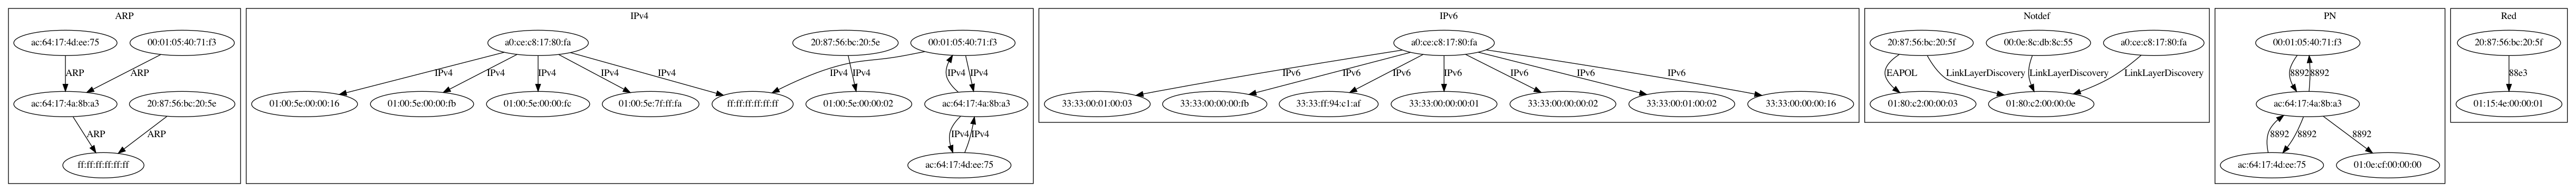 ARP
ac:64:17:4d:ee:75
00:01:05:40:71:f3
ARP
ARP
ac:64:17:4a:8b:a3
20:87:56:bc:20:5e
ARP
ARP
ff:ff:ff:ff:ff:ff
IPv4
a0:ce:c8:17:80:fa
20:87:56:bc:20:5e
00:01:05:40:71:f3
IPv4
IPv4
IPv4
IPv4
IPv4
IPv4
IPv4
IPv4
IPv4
01:00:5e:00:00:16
01:00:5e:00:00:fb
01:00:5e:00:00:fc
01:00:5e:7f:ff:fa
ff:ff:ff:ff:ff:ff
01:00:5e:00:00:02
ac:64:17:4a:8b:a3
IPv4
IPv4
ac:64:17:4d:ee:75
IPv6
a0:ce:c8:17:80:fa
IPv6
IPv6
IPv6
IPv6
IPv6
IPv6
IPv6
33:33:00:01:00:03
33:33:00:00:00:fb
33:33:ff:94:c1:af
33:33:00:00:00:01
33:33:00:00:00:02
33:33:00:01:00:02
33:33:00:00:00:16
Notdef
20:87:56:bc:20:5f
00:0e:8c:db:8c:55
a0:ce:c8:17:80:fa
EAPOL
LinkLayerDiscovery
LinkLayerDiscovery
LinkLayerDiscovery
01:80:c2:00:00:03
01:80:c2:00:00:0e
PN
00:01:05:40:71:f3
8892
8892
ac:64:17:4a:8b:a3
8892
8892
8892
ac:64:17:4d:ee:75
01:0e:cf:00:00:00
Red
20:87:56:bc:20:5f
88e3
01:15:4e:00:00:01